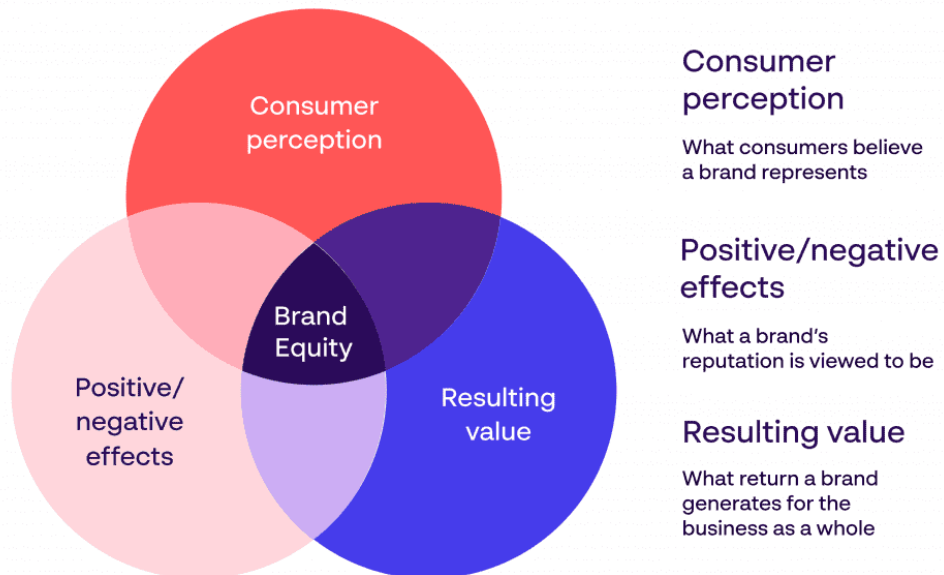 Consumer
perception
Brand
Equity
Positive/
negative
effects
Resulting
value
Consumer
perception
What consumers believe
a brand represents
Positive/negative
effects
What a brand’s
reputation is viewed to be
Resulting value
What return a brand
generates for the
business as a whole